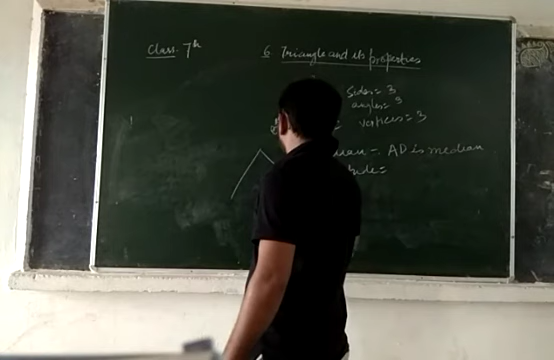 Class. 7th
6 Triangle and its properties
Sides = 3
angles = 3
vertices = 3
AD is median